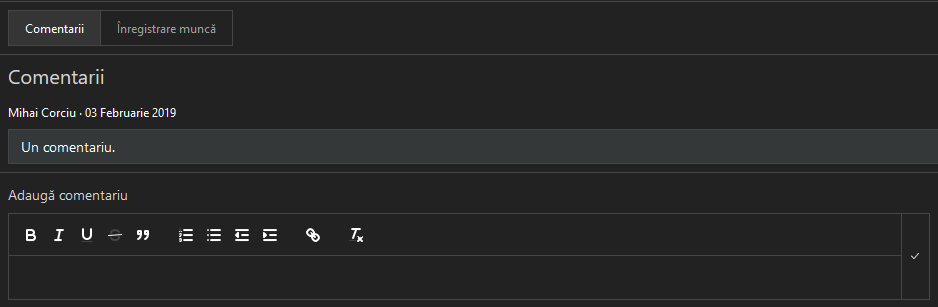 Comentarii Înregistrare muncă
Comentarii
Mihai Corciu · 03 Februarie 2019
Un comentariu.
Adaugă comentariu